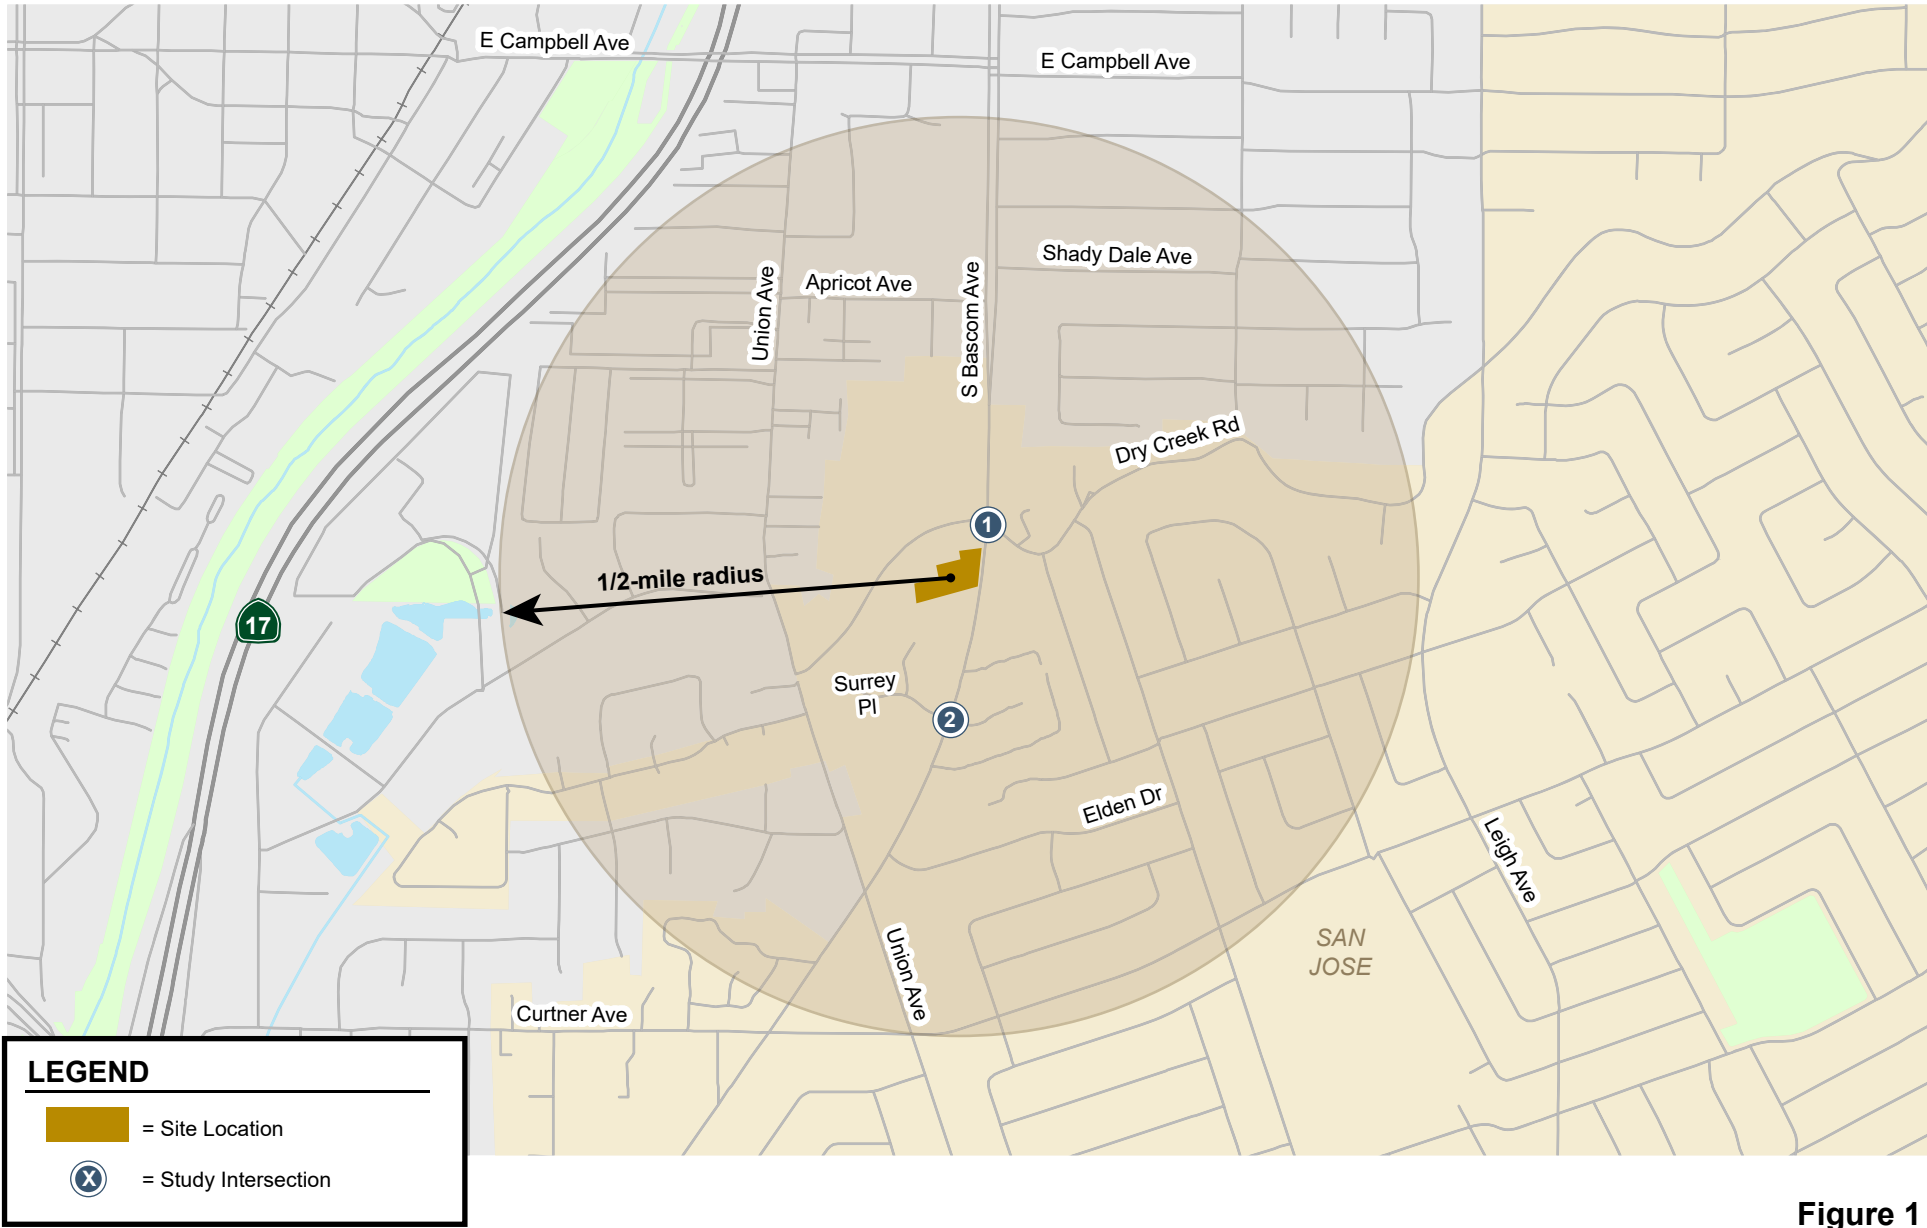 E Campbell Ave
E Campbell Ave
Shady Dale Ave
Apricot Ave
Union Ave
S Bascom Ave
Dry Creek Rd
1
1/2-mile radius
17
Surrey
Pl
2
Elden Dr
Leigh Ave
SAN
JOSE
Union Ave
Curtner Ave
LEGEND
= Site Location
X
= Study Intersection
Figure 1